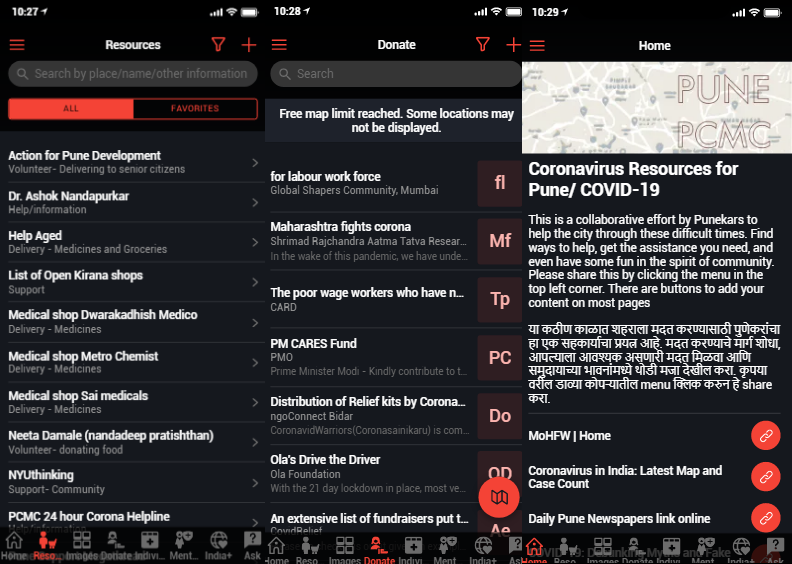 10:27
Resources
Search by place/name/other information
ALL
FAVORITES
Action for Pune Development
Volunteer- Delivering to senior citizens
Dr. Ashok Nandapurkar
Help/information
Help Aged
Delivery - Medicines and Groceries
List of Open Kirana shops
Support
Medical shop Dwarakadhish Medico
Delivery - Medicines
Medical shop Metro Chemist
Delivery - Medicines
Medical shop Sai medicals
Delivery - Medicines
Neeta Damale (nandadeep pratishthan)
Volunteer- donating food
NYUthinking
Support- Community
PCMC 24 hour Corona Helpline
Help/information
Home
Reso...
Images
Donate
Indivi...
Ment...
India+
Ask
10:28
Donate
Search
Free map limit reached. Some locations may
not be displayed.
for labour work force
Global Shapers Community, Mumbai
fl
Maharashtra fights corona
Shrimad Rajchandra Aatma Tatva Resear...
In the wake of this pandemic, we have unde...
Mf
The poor wage workers who have n...
CARD
Tp
PM CARES Fund
PMO
Prime Minister Modi - Kindly contribute to t...
PC
Distribution of Relief kits by Corona...
ngoConnect Bidar
CoronavidWarriors(Coronasainikaru) is com...
Do
Ola's Drive the Driver
Ola Foundation
With the 21 day lockdown in place, most ve...
OD
An extensive list of fundraisers put t...
CovdRelief
Ae
Home
Reso...
Images
Donate
Indivi
Ment
India+
10:29
Home
PUNE
PCMC
Coronavirus Resources for
Pune/ COVID-19
This is a collaborative effort by Punekars to
help the city through these difficult times. Find
ways to help, get the assistance you need, and
even have some fun in the spirit of community.
Please share this by clicking the menu in the
top left corner. There are buttons to add your
content on most pages
या कठीण काळात शहराला मदत करण्यासाठी पुणेकरांचा
हा एक सहकार्याचा प्रयत्न आहे. मदत करण्याचे मार्ग शोधा,
आपल्याला आवश्यक असणारी मदत मिळवा आणि
समुदायाच्या भावनांमध्ये थोडी मजा देखील करा. कृपया
वरील डाव्या कोपऱ्यातील menu क्लिक करुन हे share
करा.
MoHFW | Home
Coronavirus in India: Latest Map and
Case Count
Daily Pune Newspapers link online
COVID 19: Debunking Myths and Fake
Home
Reso...
Images
Donate
Indivi
Ment
India+
Ask